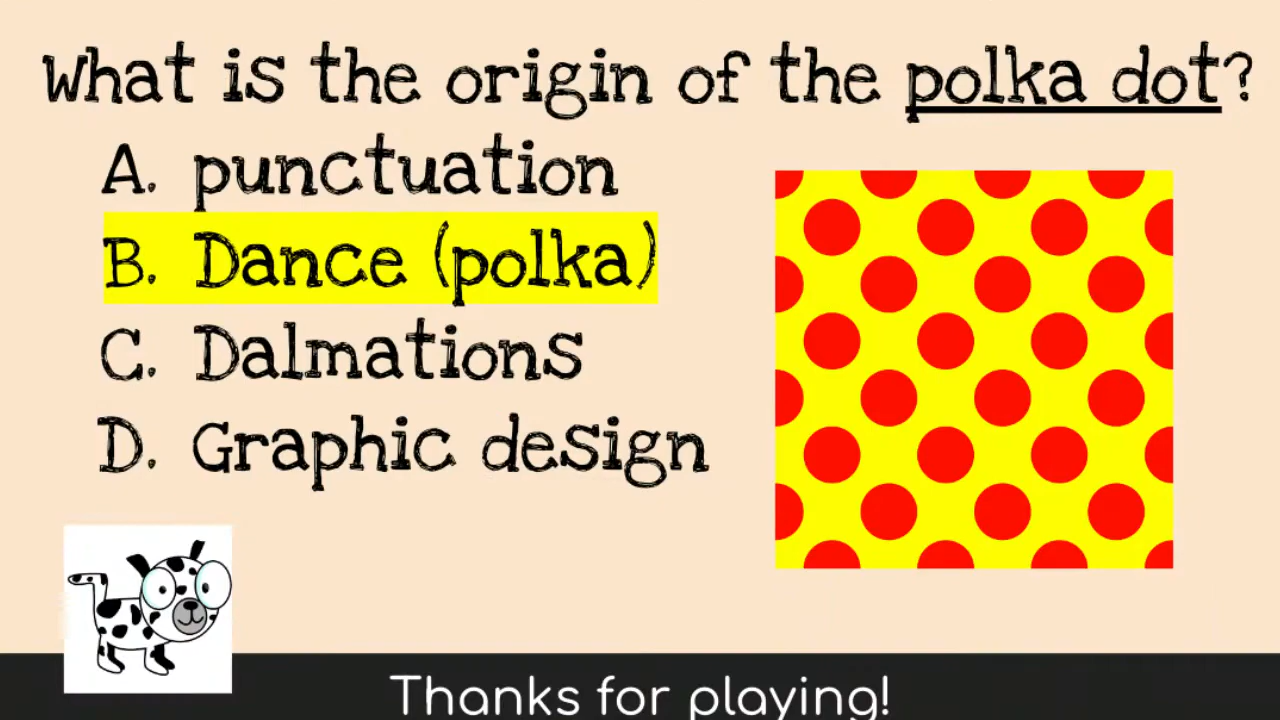 What is the origin of the polka dot?
A. punctuation
B. Dance (polka)
C. Dalmations
D. Graphic design
Thanks for playing!